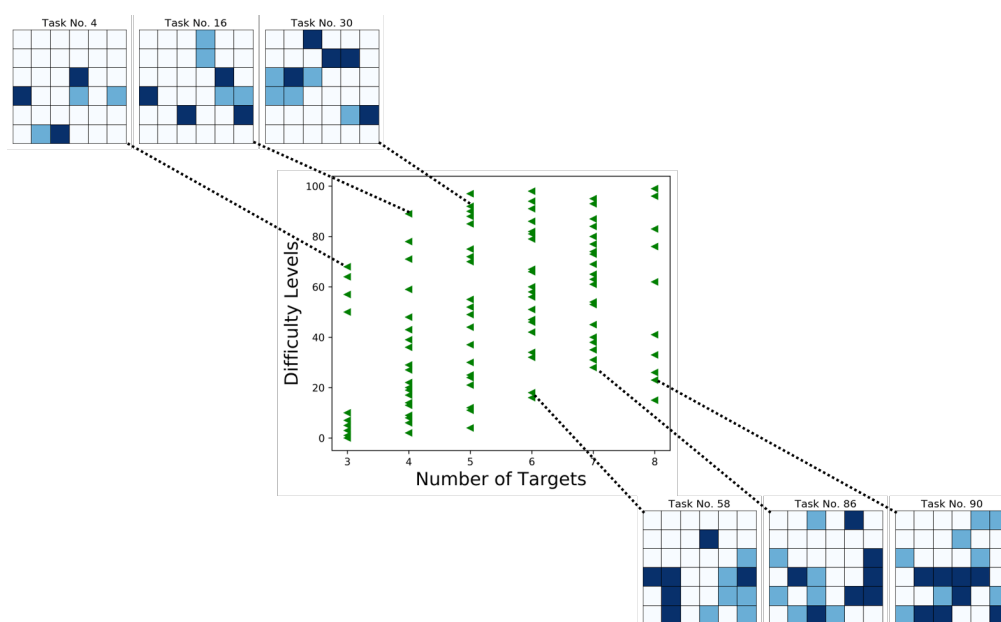 Task No. 4
Task No. 16
Task No. 30
100
80
60
40
20
0
Difficulty Levels
3
4
5
6
7
8
Number of Targets
Task No. 58
Task No. 86
Task No. 90